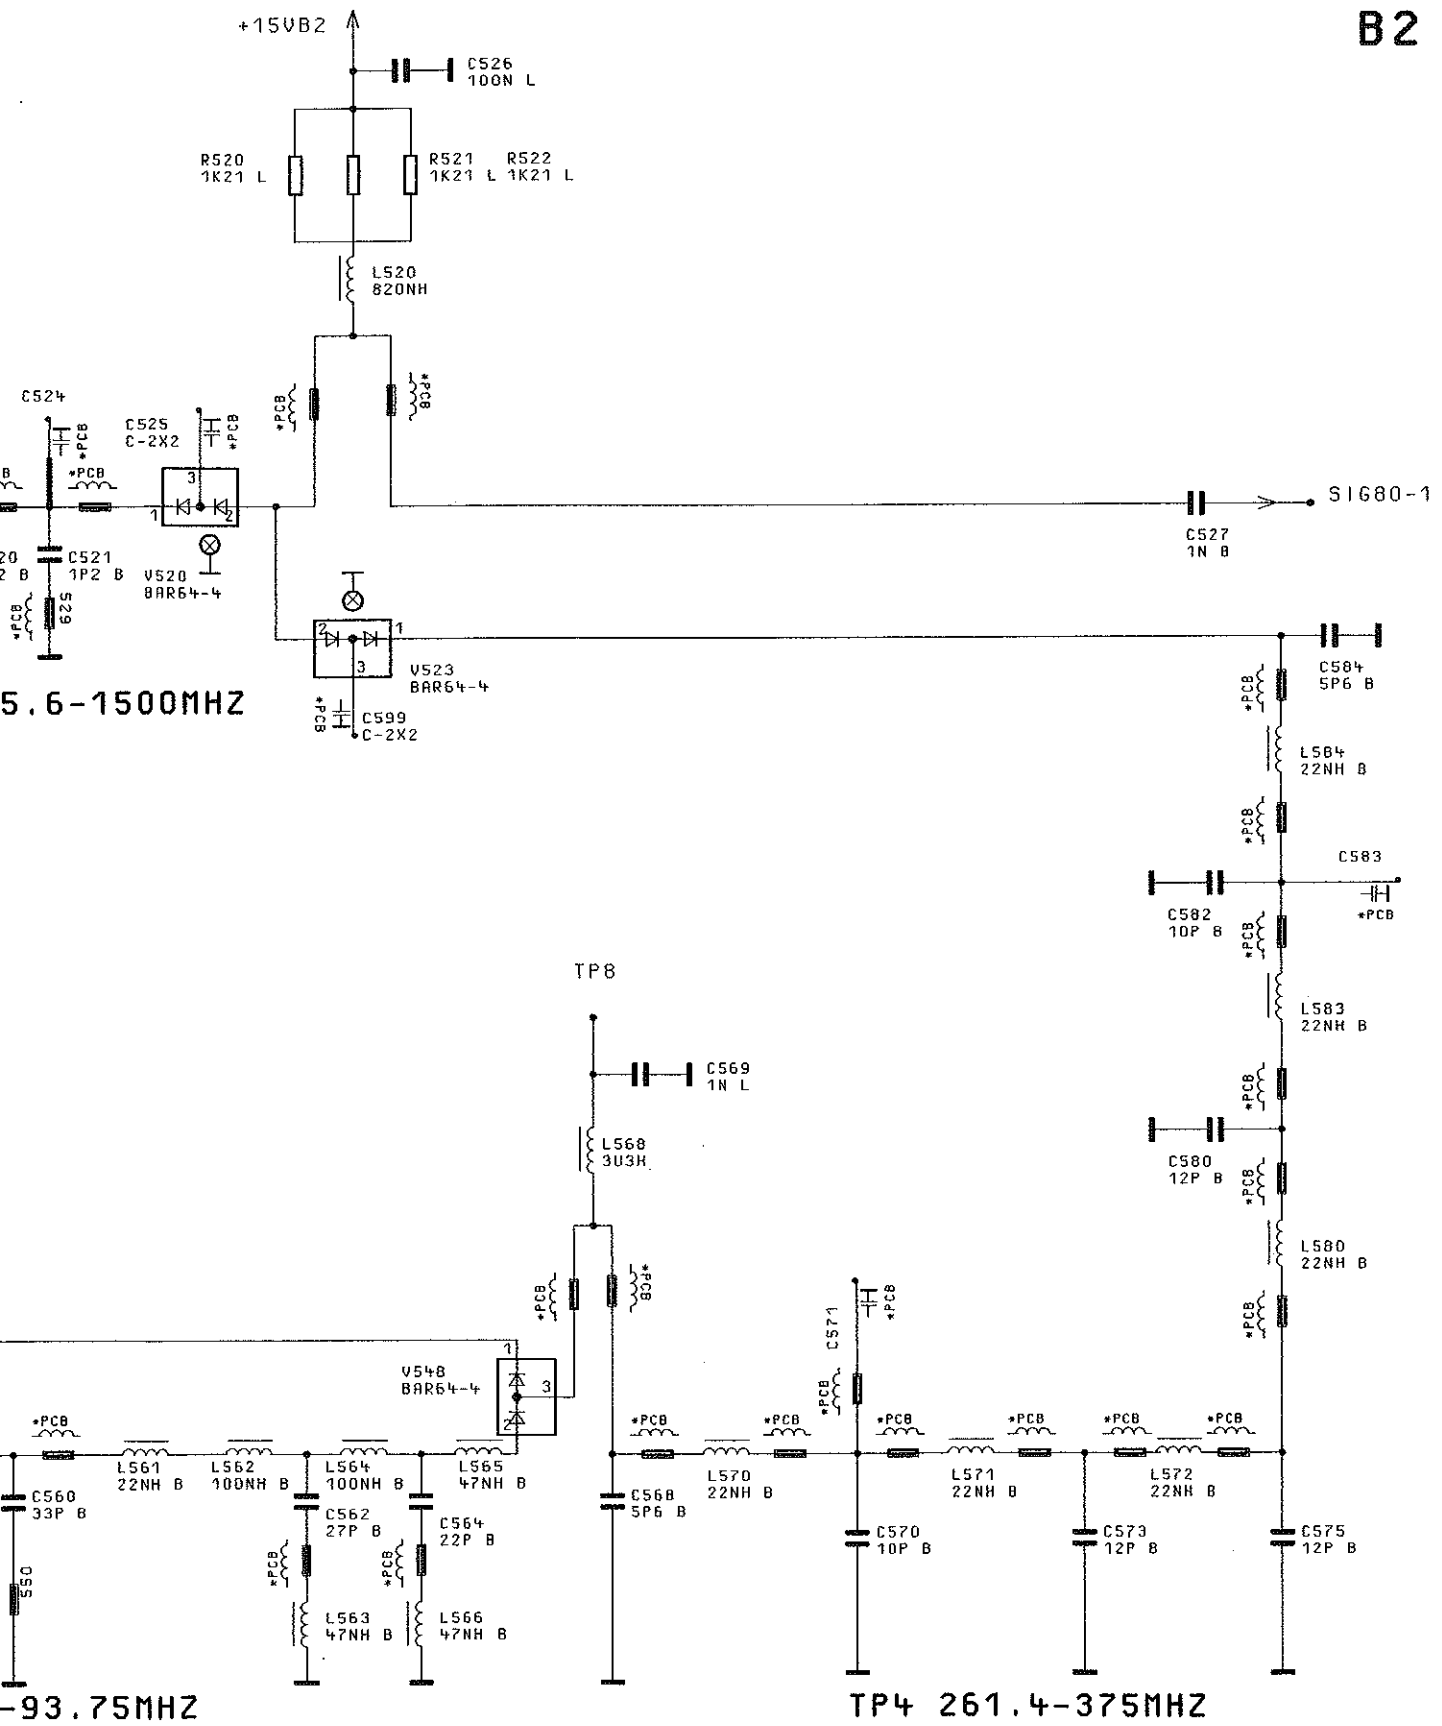 B2
+15VB2
C526
100N L
R520
1K21 L
R521
1K21 L
R522
1K21 L
L520
820NH
*PCB
*PCB
C524
*PCB
C525
C-2X2
*PCB
B
*PCB
3
1
2
SIG80-1
C527
1N B
20
2 B
C521
1P2 B
V520
BAR64-4
*PCB
529
2
1
3
V523
BAR64-4
C584
5P6 B
5.6-1500MHZ
*PCB
C599
C-2X2
*PCB
L584
22NH B
*PCB
C583
*PCB
C582
10P B
*PCB
TP8
L583
22NH B
C569
1N L
*PCB
L568
3U3H
C580
12P B
*PCB
L580
22NH B
*PCB
*PCB
C571
*PCB
*PCB
1
V548
BAR64-4
3
2
*PCB
*PCB
*PCB
*PCB
*PCB
*PCB
*PCB
*PCB
L561
22NH B
L562
100NH B
L564
100NH B
L565
47NH B
L570
22NH B
L571
22NH B
L572
22NH B
C560
33P B
C562
27P B
C564
22P B
C568
5P6 B
C570
10P B
C573
12P B
C575
12P B
*PCB
*PCB
550
L563
47NH B
L566
47NH B
-93.75MHZ
TP4 261.4-375MHZ